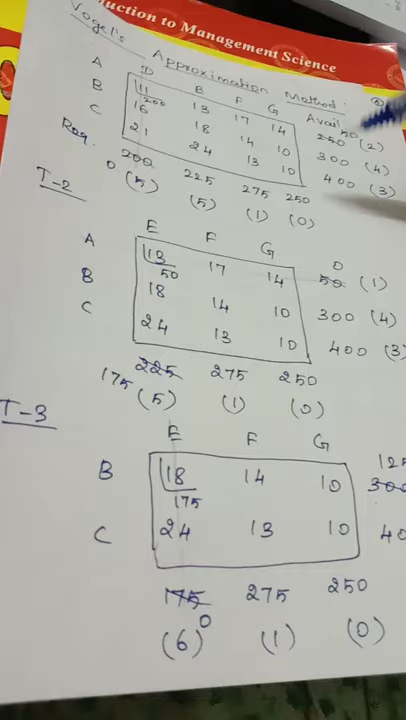 uction to Management Science
Vogel's Approximation Method:
D B F G Avail
A 11 13 17 14 250 50 (2)
200
B 16 18 14 10 300 (4)
C 21 24 13 10 400 (3)
Req. 200 225 275 250
0
(5) (5) (1) (0)
T-2
E F G
A 13 17 14 50 0 (1)
50
B 18 14 10 300 (4)
C 24 13 10 400 (3)
225 275 250
175 (5) (1) (0)
T-3
E F G
125
B 18 14 10 300
175
C 24 13 10 40
175 275 250
0
(6) (1) (0)